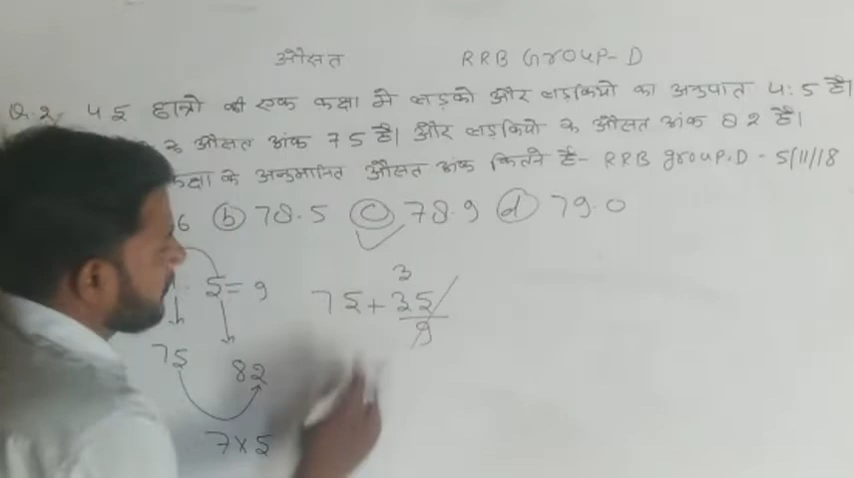 औसत RRB GROUP-D
Q.2 45 छात्रो की एक कक्षा मे लड़को और लड़कियो का अनुपात 4:5 है।
के औसत अंक 75 है। और लड़कियो के औसत अंक 82 है।
कक्षा के अनुमानित औसत अंक कितने है- RRB group.D - 5/11/18
6 (b) 78.5 (c) 78.9 (d) 79.0
5 = 9
3
75 + 35
9
75 82
7×5